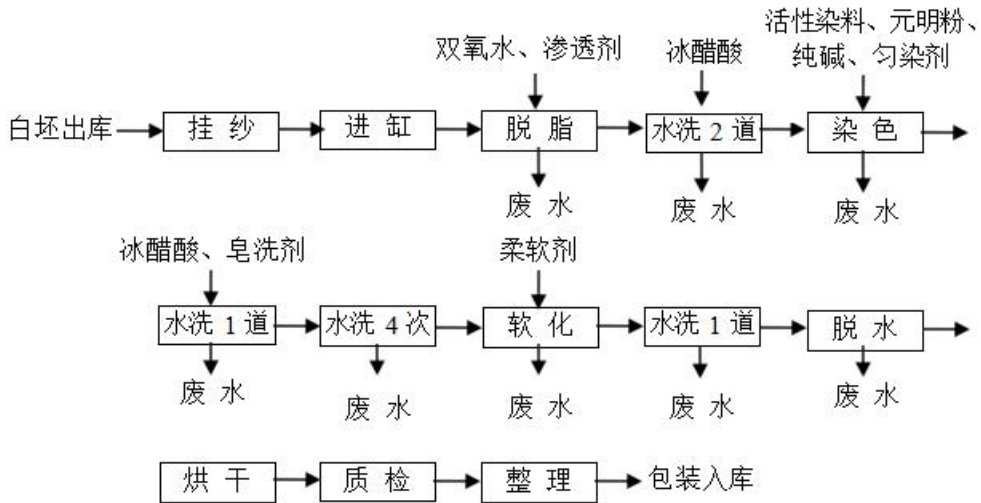 双氧水、渗透剂
冰醋酸
活性染料、元明粉、
纯碱、匀染剂
白坯出库
挂纱
进缸
脱脂
水洗2道
染色
废水
废水
废水
冰醋酸、皂洗剂
柔软剂
水洗1道
水洗4次
软化
水洗1道
脱水
废水
废水
废水
废水
废水
烘干
质检
整理
包装入库